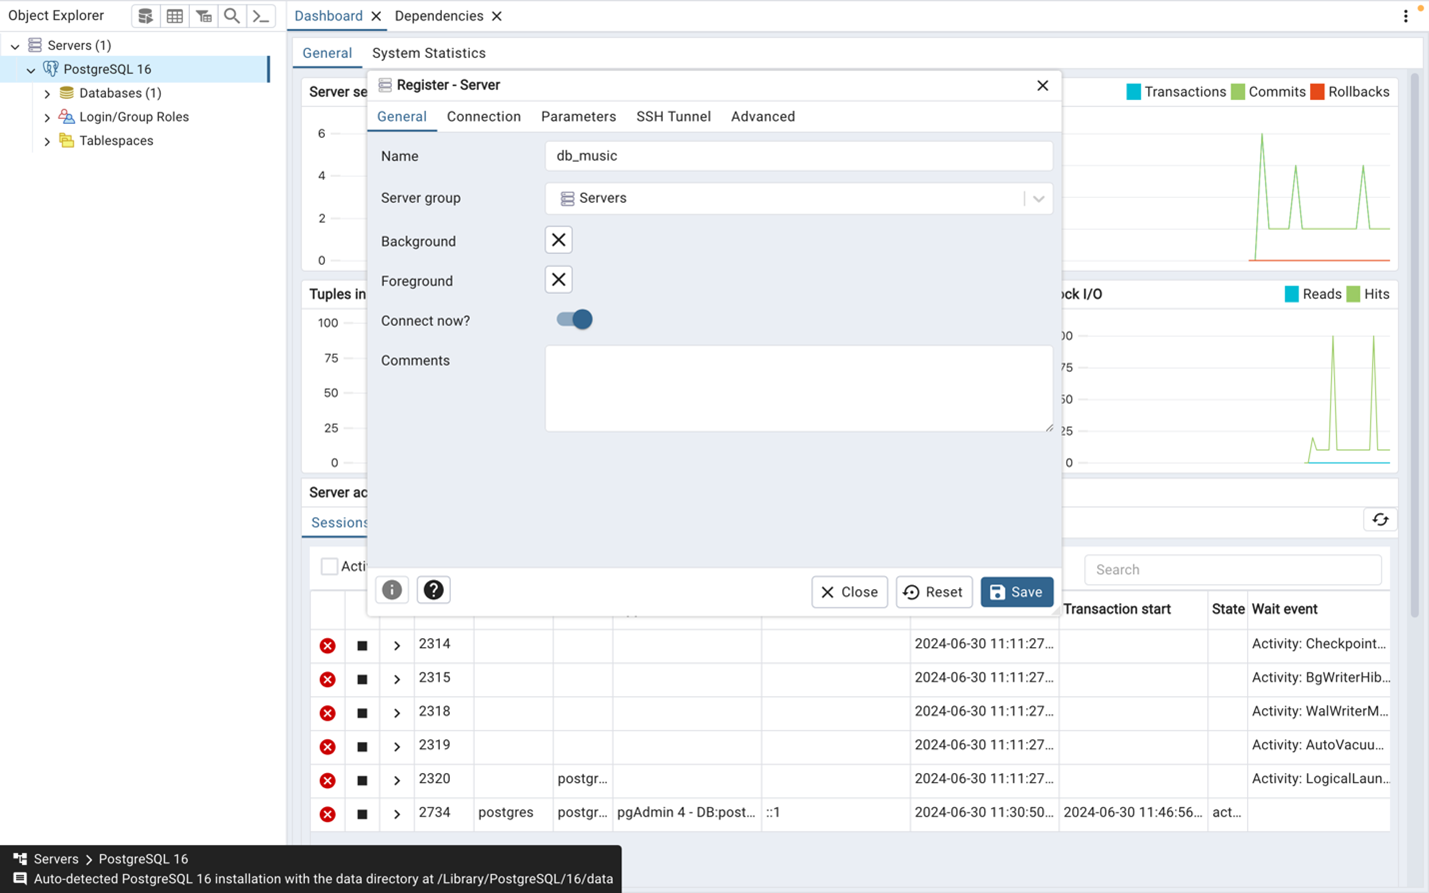 Object Explorer
Dashboard
Dependencies
Servers (1)
PostgreSQL 16
Databases (1)
Login/Group Roles
Tablespaces
General
System Statistics
Server se
Transactions Commits Rollbacks
6
4
2
0
Register - Server
General
Connection
Parameters
SSH Tunnel
Advanced
Name
db_music
Server group
Servers
Background
Foreground
Connect now?
Comments
Close
Reset
Save
Tuples in
100
75
50
25
0
ock I/O
Reads Hits
00
75
50
25
0
Server ac
Sessions
Acti
Search
Transaction start State Wait event
2314 2024-06-30 11:11:27... Activity: Checkpoint...
2315 2024-06-30 11:11:27... Activity: BgWriterHib...
2318 2024-06-30 11:11:27... Activity: WalWriterM...
2319 2024-06-30 11:11:27... Activity: AutoVacuu...
2320 postgr... 2024-06-30 11:11:27... Activity: LogicalLaun...
2734 postgres postgr... pgAdmin 4 - DB:post... ::1 2024-06-30 11:30:50... 2024-06-30 11:46:56... act...
Servers > PostgreSQL 16
Auto-detected PostgreSQL 16 installation with the data directory at /Library/PostgreSQL/16/data